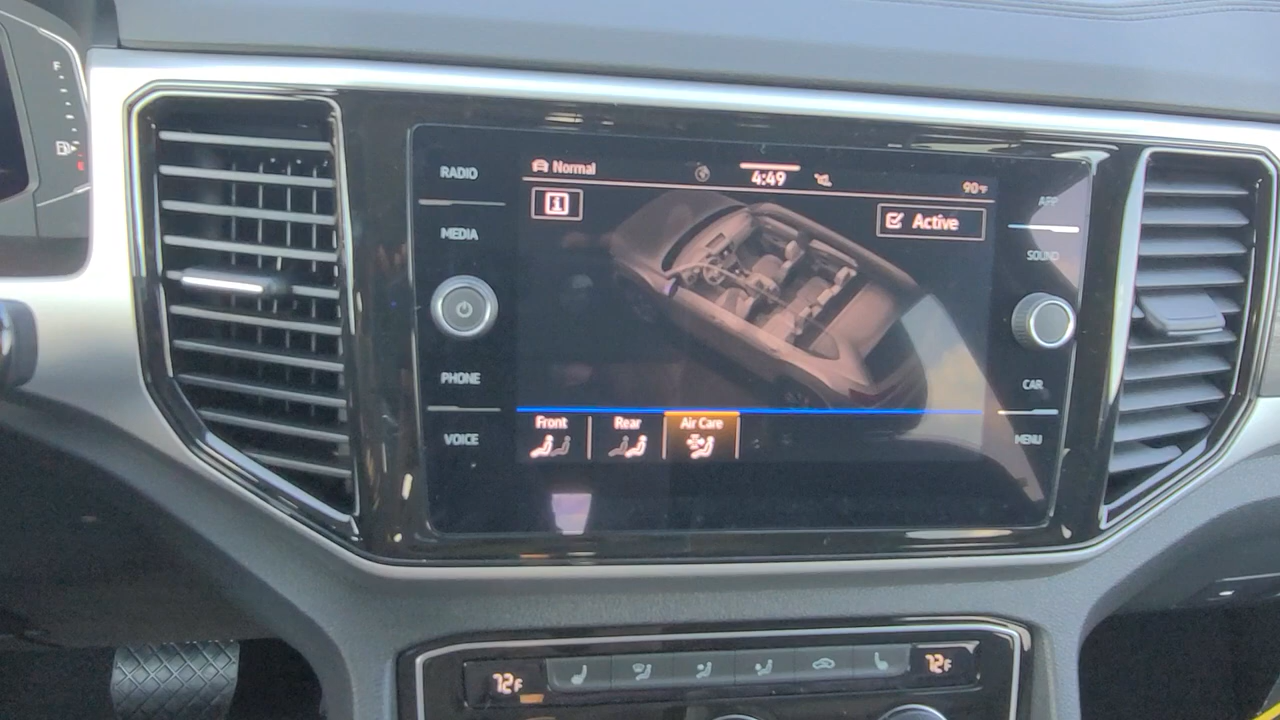 F
RADIO
MEDIA
PHONE
VOICE
Normal
4:49
90°F
i
Active
Front
Rear
Air Care
APP
SOUND
CAR
MENU
72°F
72°F